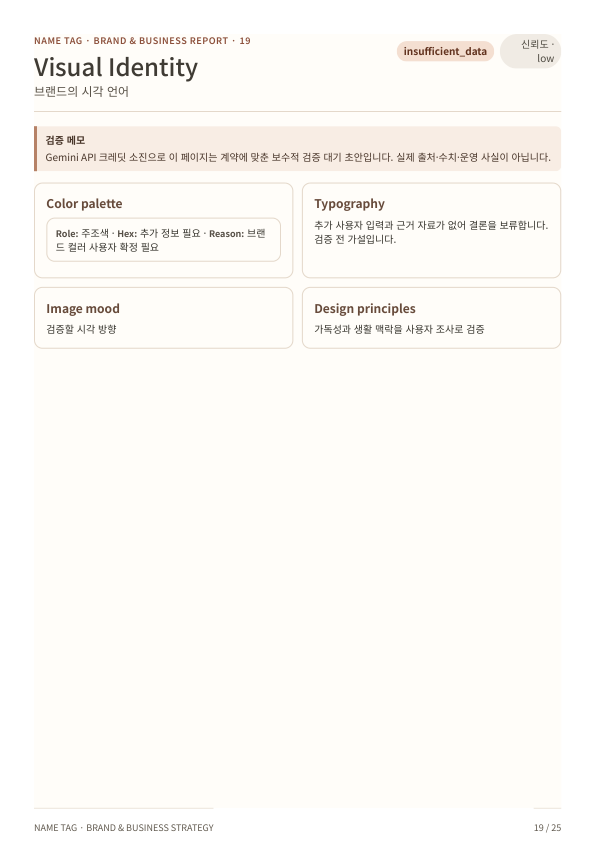 NAME TAG · BRAND & BUSINESS REPORT · 19
Visual Identity
브랜드의 시각 언어
insufficient_data
신뢰도 ·
low
검증 메모
Gemini API 크레딧 소진으로 이 페이지는 계약에 맞춘 보수적 검증 대기 초안입니다. 실제 출처·수치·운영 사실이 아닙니다.
Color palette
Role: 주조색 · Hex: 추가 정보 필요 · Reason: 브랜
드 컬러 사용자 확정 필요
Typography
추가 사용자 입력과 근거 자료가 없어 결론을 보류합니다.
검증 전 가설입니다.
Image mood
검증할 시각 방향
Design principles
가독성과 생활 맥락을 사용자 조사로 검증
NAME TAG · BRAND & BUSINESS STRATEGY
19 / 25